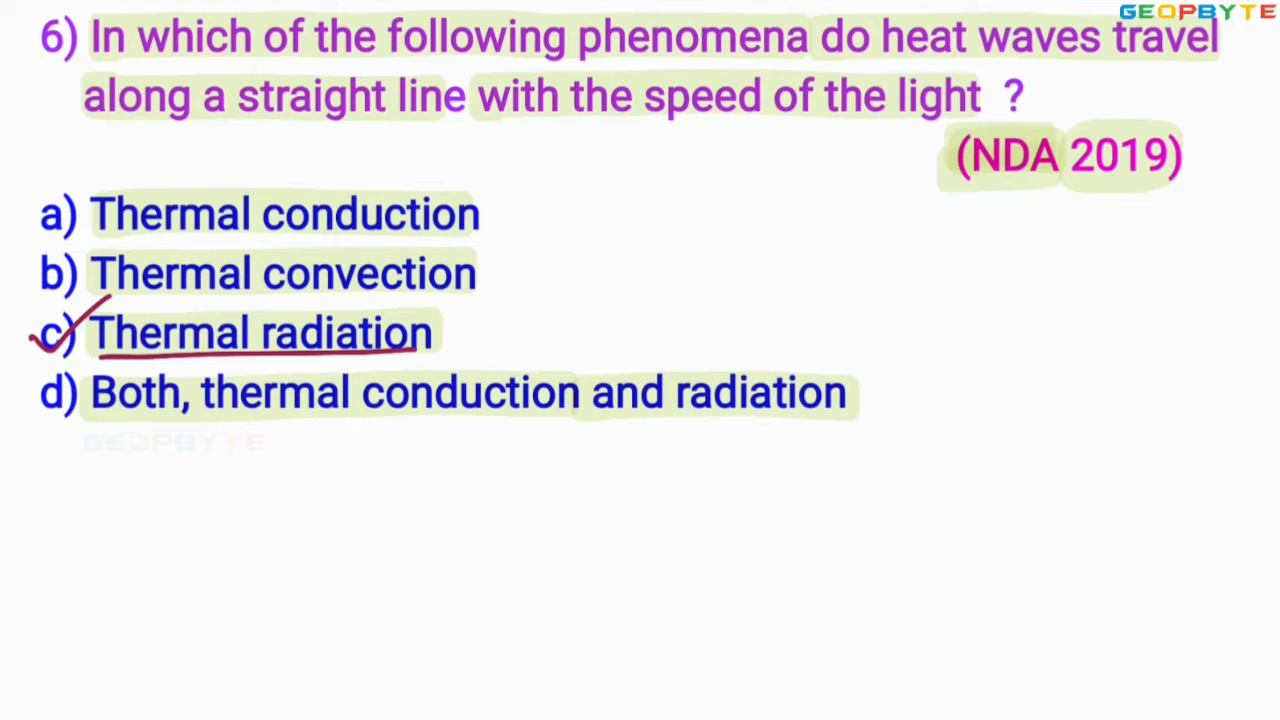 GEOPBYTE
6) In which of the following phenomena do heat waves travel
along a straight line with the speed of the light ?
(NDA 2019)
a) Thermal conduction
b) Thermal convection
c) Thermal radiation
d) Both, thermal conduction and radiation
GEOPBYTE